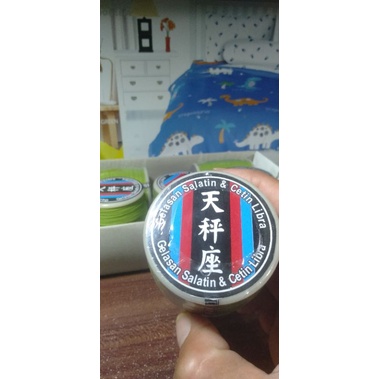 Gelasan Salatin & Cetin Libra
天秤座
Gelasan Salatin & Cetin Libra